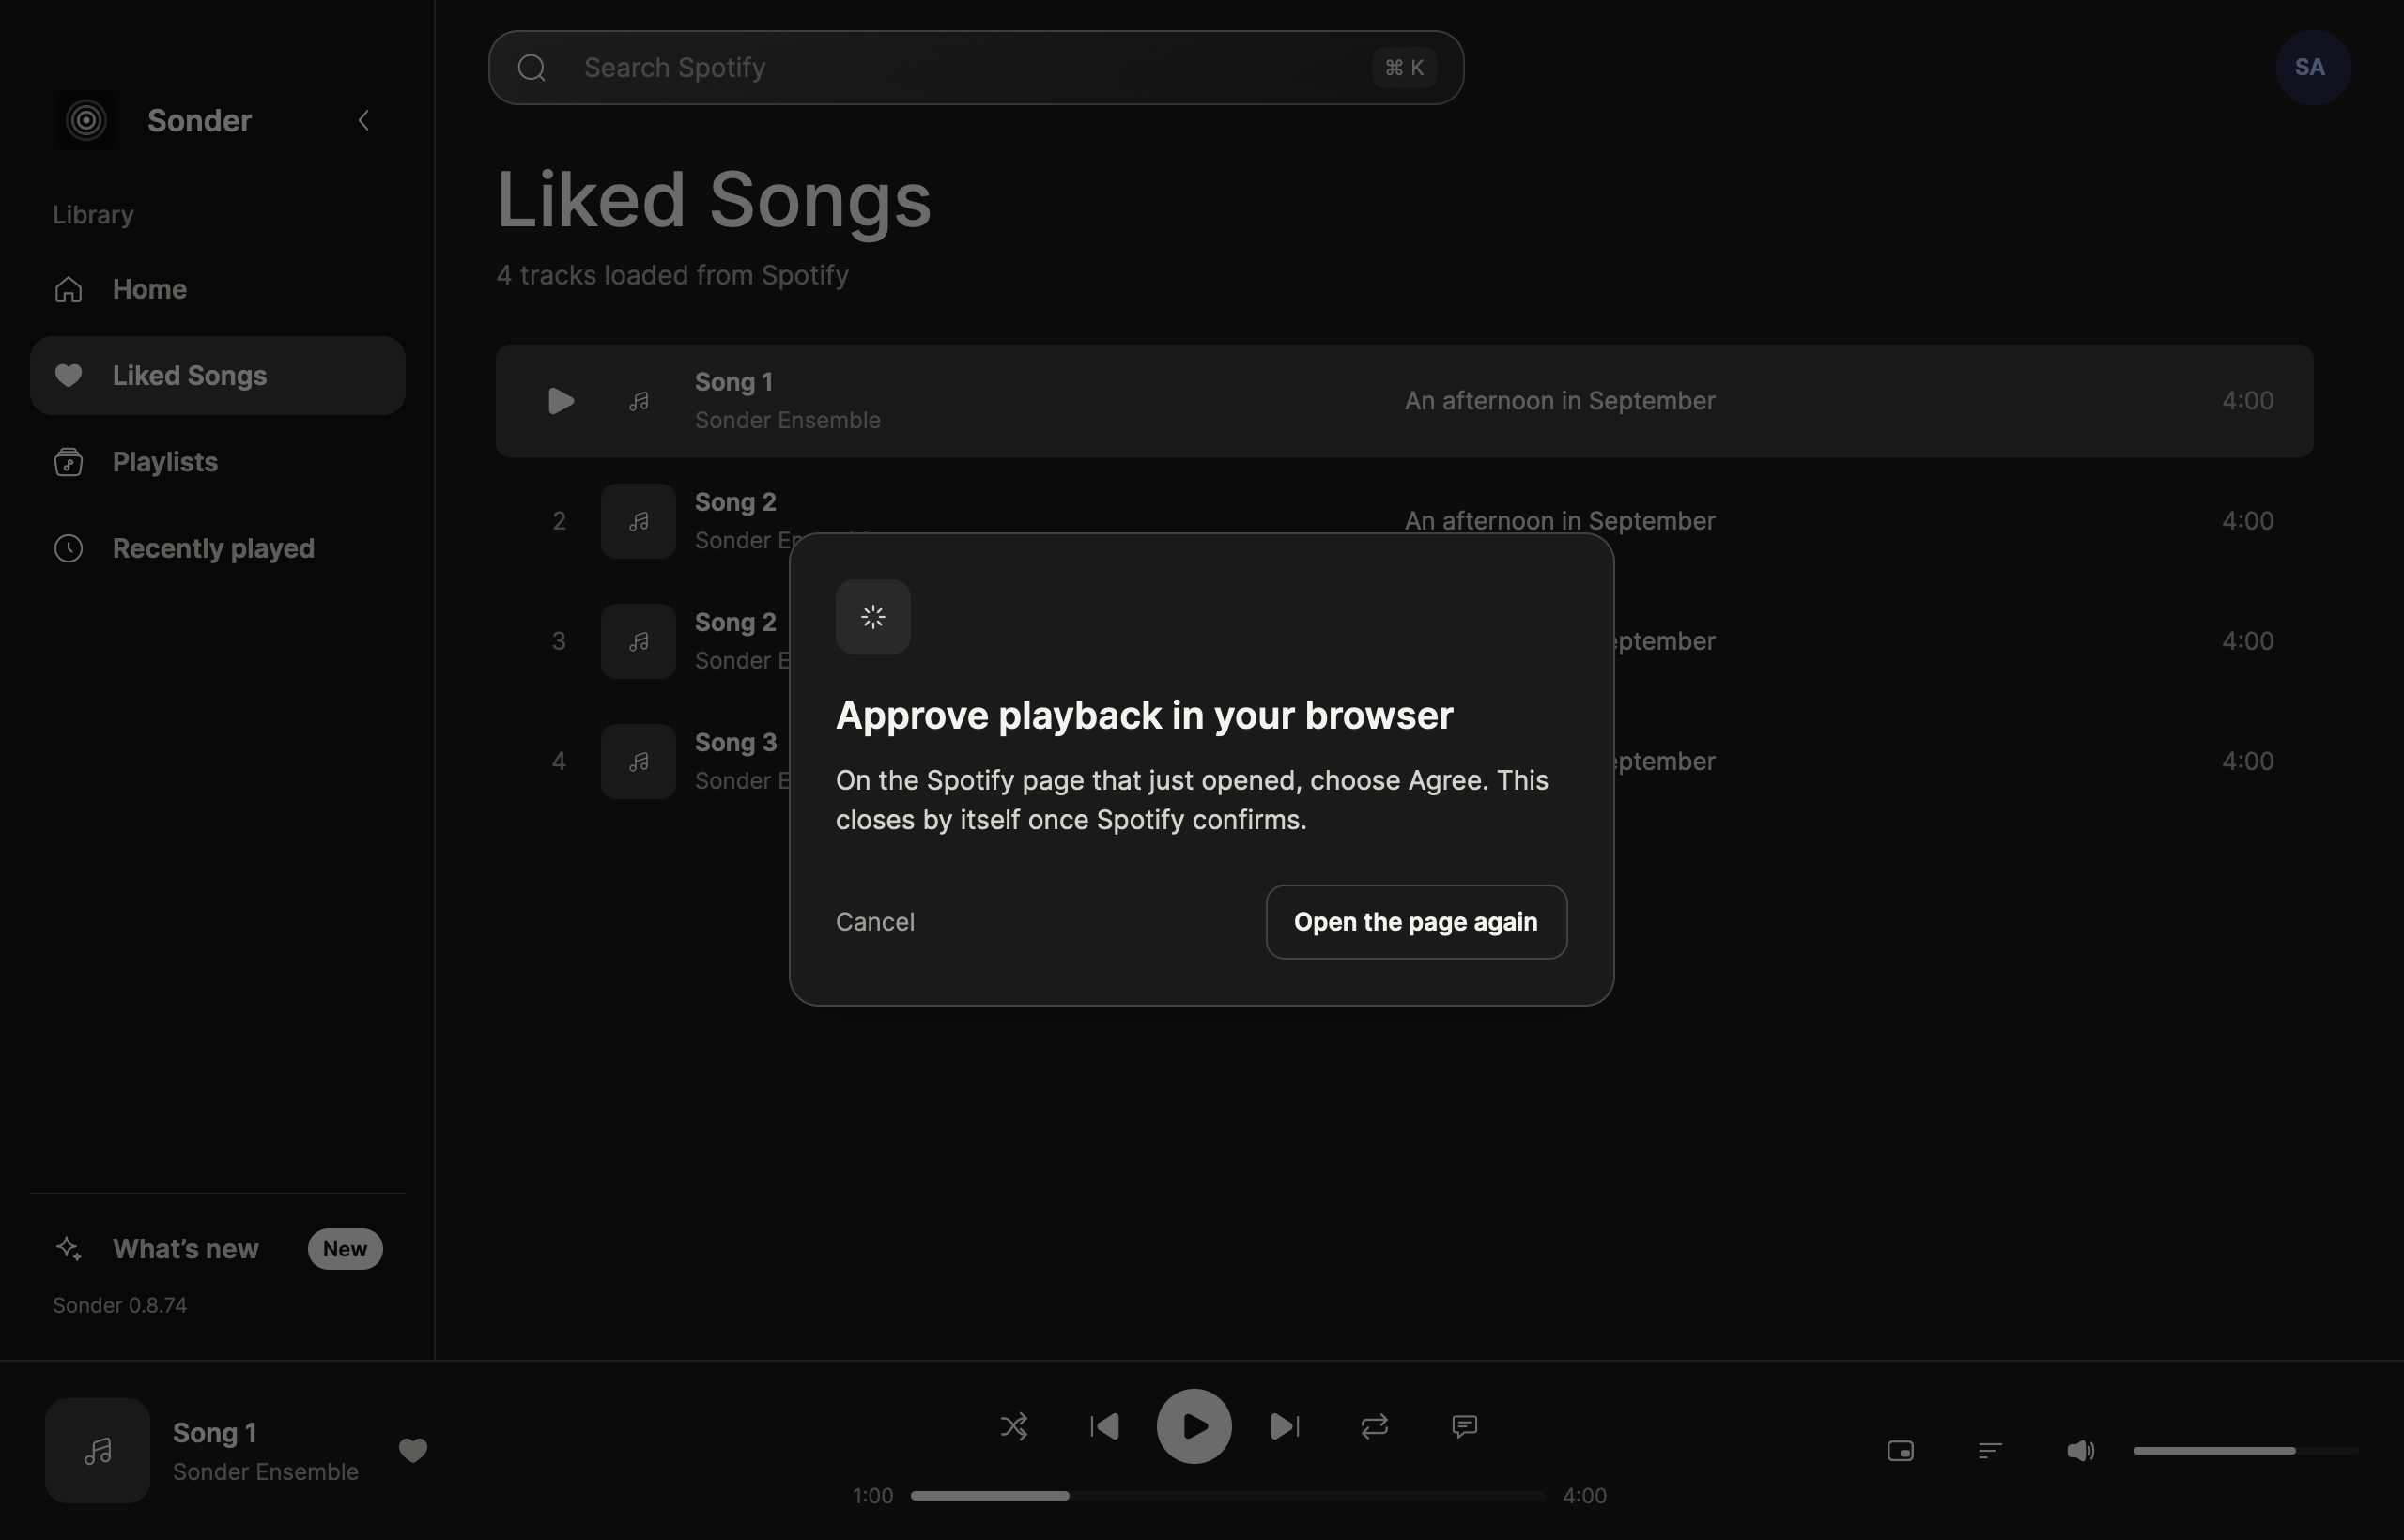 Search Spotify
⌘ K
SA
Sonder
Library
Home
Liked Songs
Playlists
Recently played
What’s new
New
Sonder 0.8.74
Liked Songs
4 tracks loaded from Spotify
Song 1
Sonder Ensemble
An afternoon in September
4:00
2
Song 2
Sonder
An afternoon in September
4:00
3
Song 2
Sonder
4:00
4
Song 3
Sonder
4:00
Approve playback in your browser
On the Spotify page that just opened, choose Agree. This
closes by itself once Spotify confirms.
Cancel
Open the page again
Song 1
Sonder Ensemble
1:00
4:00